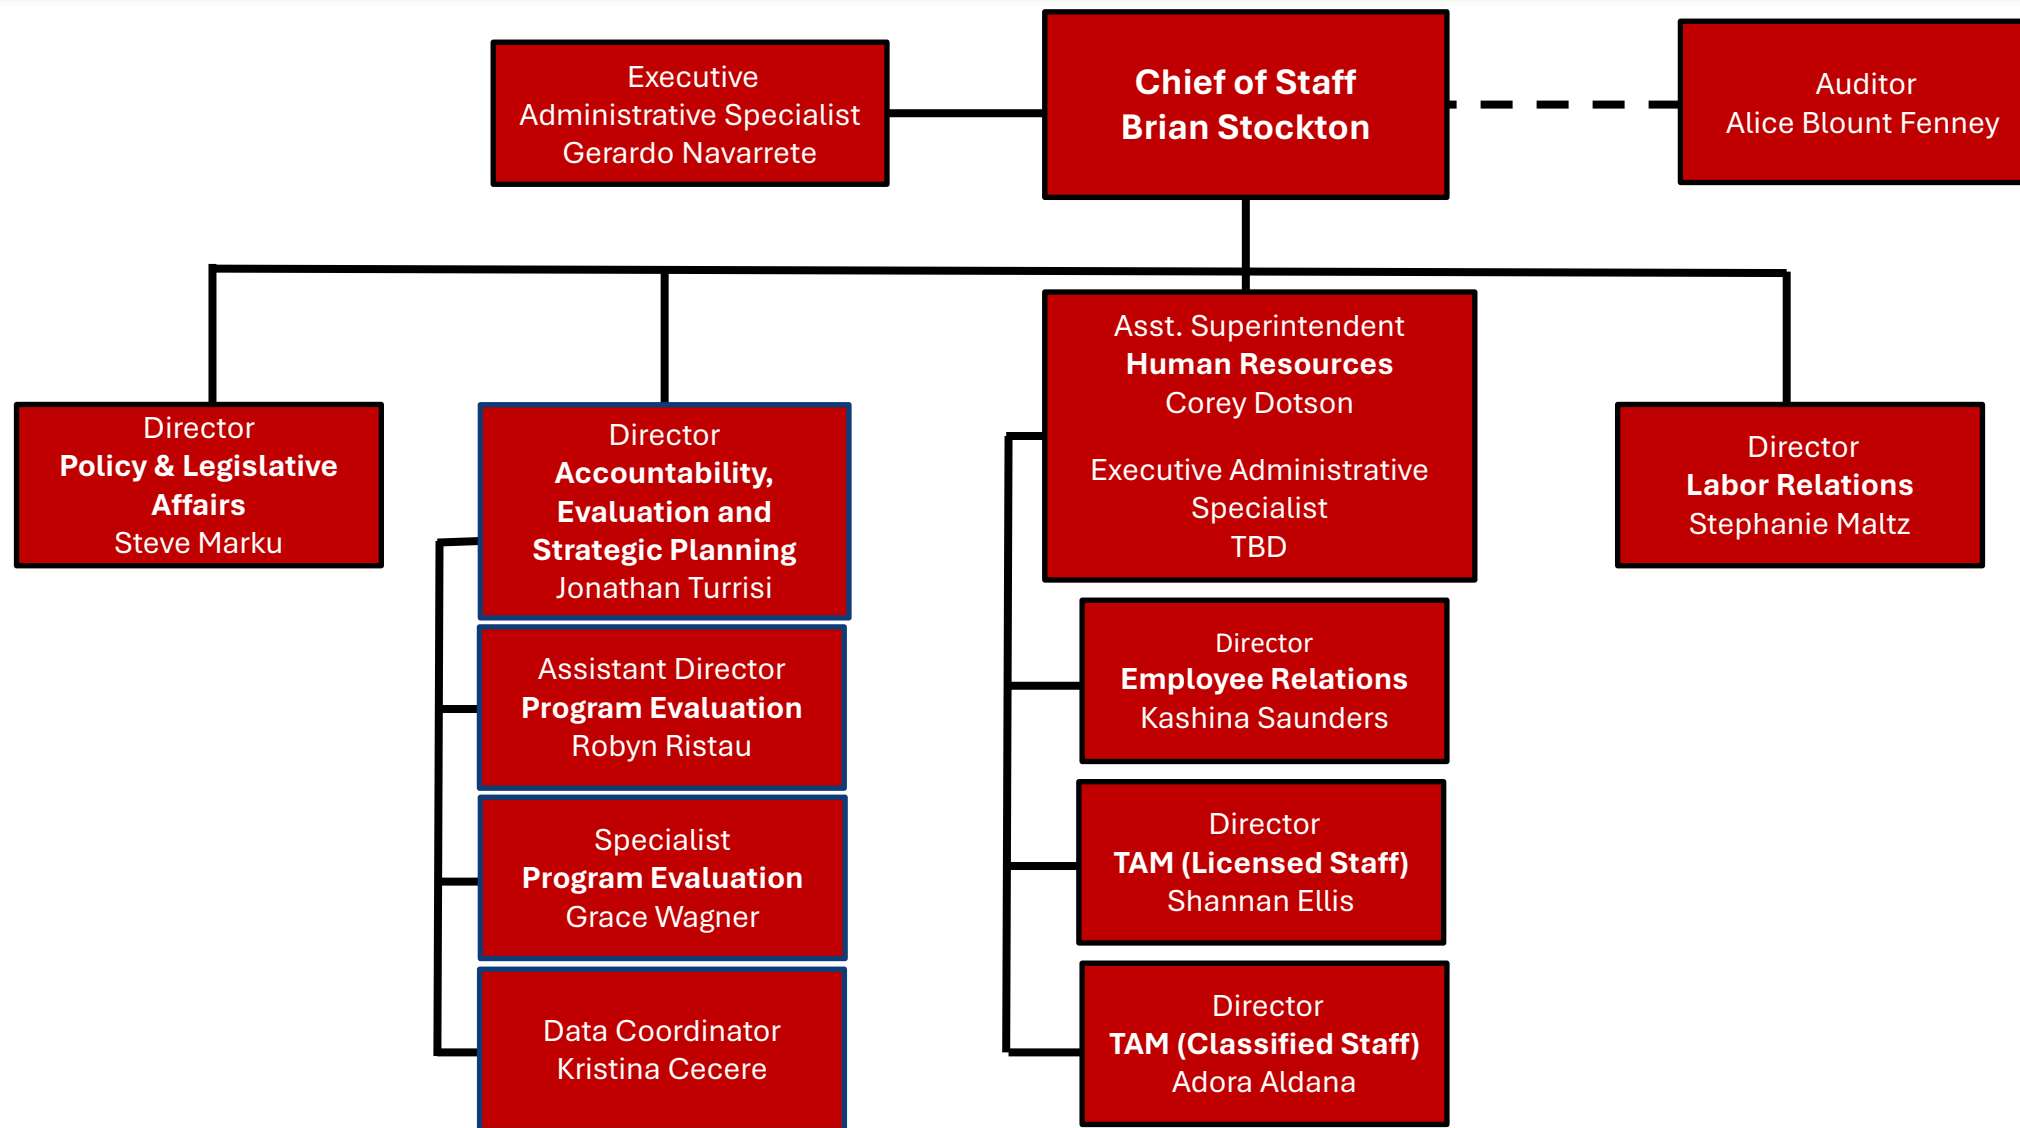 Executive
Administrative Specialist
Gerardo Navarrete
Chief of Staff
Brian Stockton
Auditor
Alice Blount Fenney
Director
Policy & Legislative
Affairs
Steve Marku
Director
Accountability,
Evaluation and
Strategic Planning
Jonathan Turrisi
Assistant Director
Program Evaluation
Robyn Ristau
Specialist
Program Evaluation
Grace Wagner
Data Coordinator
Kristina Cecere
Asst. Superintendent
Human Resources
Corey Dotson
Executive Administrative
Specialist
TBD
Director
Employee Relations
Kashina Saunders
Director
TAM (Licensed Staff)
Shannan Ellis
Director
TAM (Classified Staff)
Adora Aldana
Director
Labor Relations
Stephanie Maltz